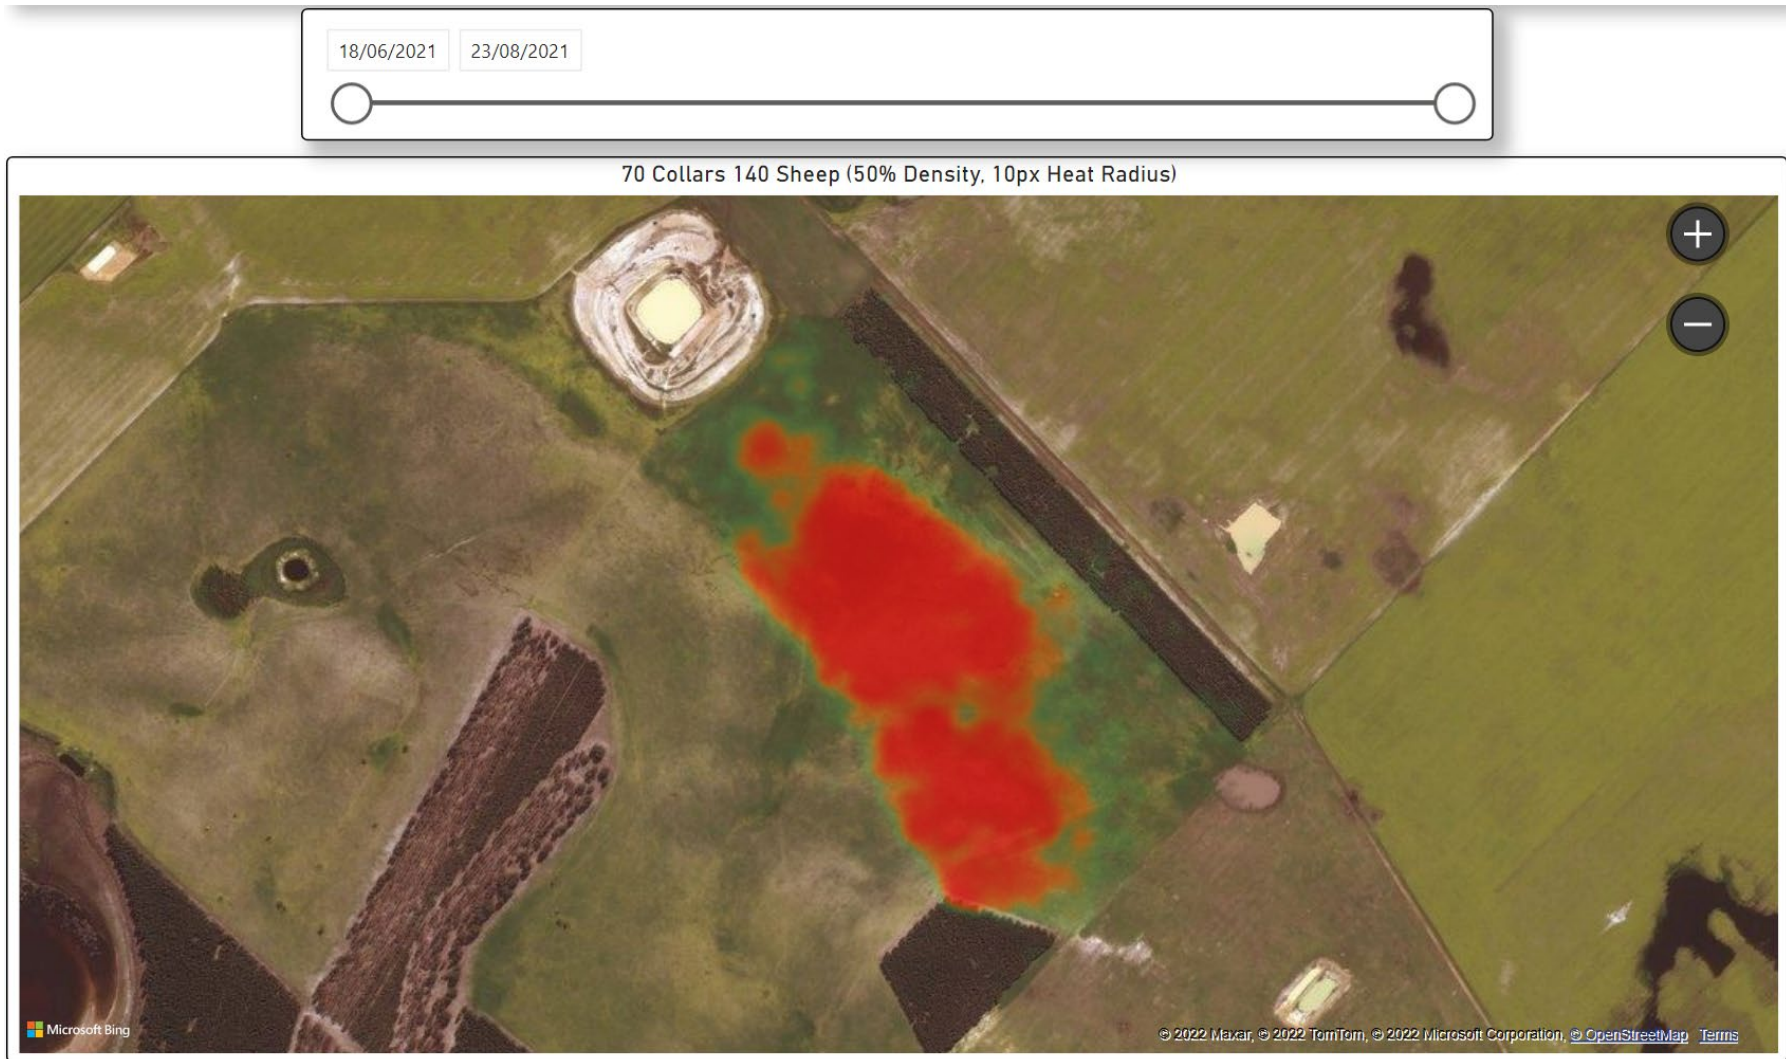 18/06/2021 23/08/2021
70 Collars 140 Sheep (50% Density, 10px Heat Radius)
Microsoft Bing
© 2022 Maxar, © 2022 TomTom, © 2022 Microsoft Corporation, © OpenStreetMap Terms